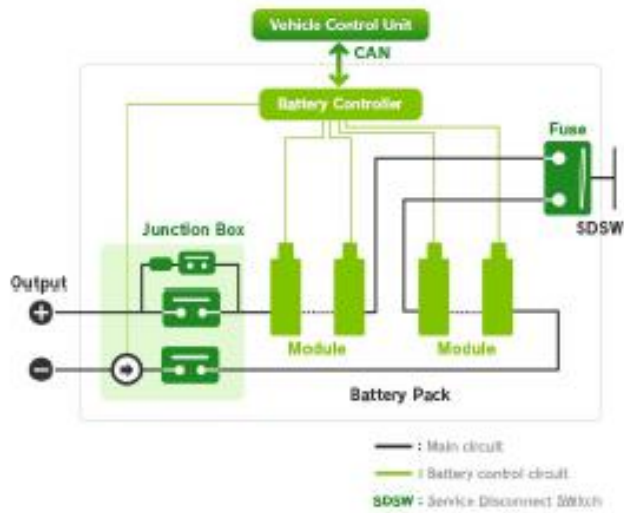 Vehicle Control Unit
CAN
Battery Controller
Fuse
SDSW
Junction Box
Output
Module
Module
Battery Pack
: Main circuit
: Battery control circuit
SDSW : Service Disconnect Switch